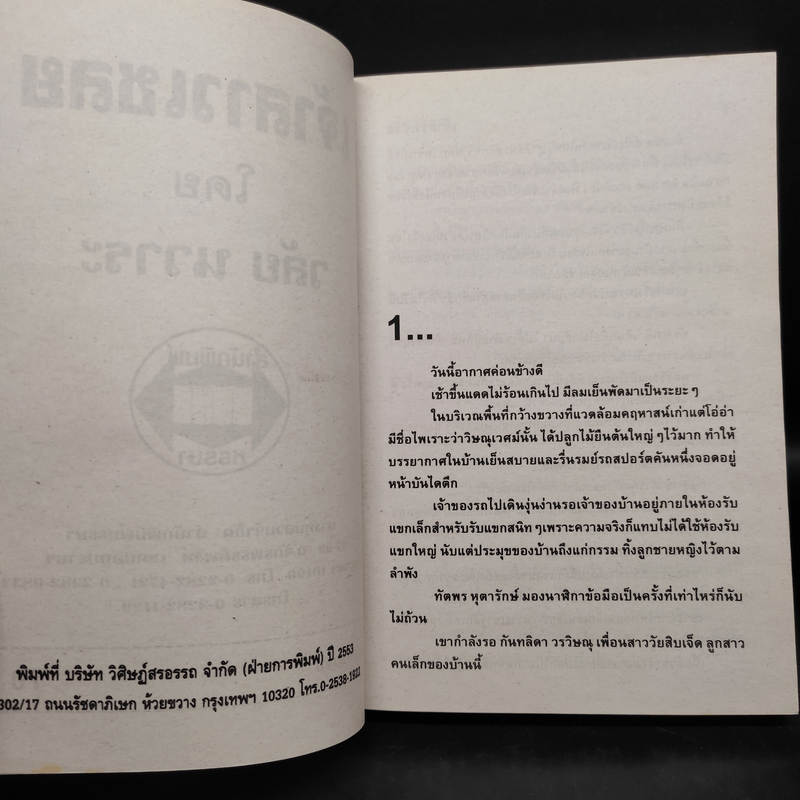 พิมพ์ที่ บริษัท วิศิษฎ์สรอรรถ จำกัด (ฝ่ายการพิมพ์) ปี 2553
302/17 ถนนรัชดาภิเษก ห้วยขวาง กรุงเทพฯ 10320 โทร.0-2538-1922
1...
วันนี้อากาศค่อนข้างดี
เช้าขึ้นแดดไม่ร้อนเกินไป มีลมเย็นพัดมาเป็นระยะ ๆ
ในบริเวณพื้นที่กว้างขวางที่แวดล้อมคฤหาสน์เก่าแต่โอ่อ่า
มีชื่อไพเราะว่าวิษณุเวศม์นั้น ได้ปลูกไม้ยืนต้นใหญ่ ๆไว้มาก ทำให้
บรรยากาศในบ้านเย็นสบายและรื่นรมย์รถสปอร์ตคันหนึ่งจอดอยู่
หน้าบันไดตึก
เจ้าของรถไปเดินงุ่นง่านรอเจ้าของบ้านอยู่ภายในห้องรับ
แขกเล็กสำหรับรับแขกสนิท ๆเพราะความจริงก็แทบไม่ได้ใช้ห้องรับ
แขกใหญ่ นับแต่ประมุขของบ้านถึงแก่กรรม ทิ้งลูกชายหญิงไว้ตาม
ลำพัง
ทัตพร หุตารักษ์ มองนาฬิกาข้อมือเป็นครั้งที่เท่าไหร่ก็นับ
ไม่ถ้วน
เขากำลังรอ กันทลิดา วรวิษณุ เพื่อนสาววัยสิบเจ็ด ลูกสาว
คนเล็กของบ้านนี้